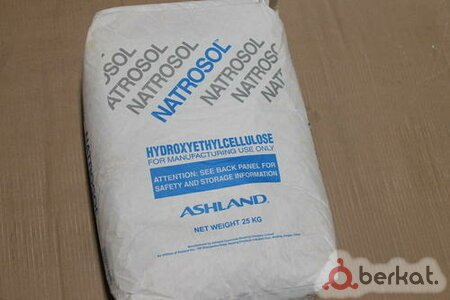 NATROSOL
NATROSOL
NATROSOL
NATROSOL™
NATROSOL
NATROSOL
HYDROXYETHYLCELLULOSE
FOR MANUFACTURING USE ONLY
ATTENTION: SEE BACK PANEL FOR
SAFETY AND STORAGE INFORMATION
ASHLAND.
NET WEIGHT 25 KG
berkat.